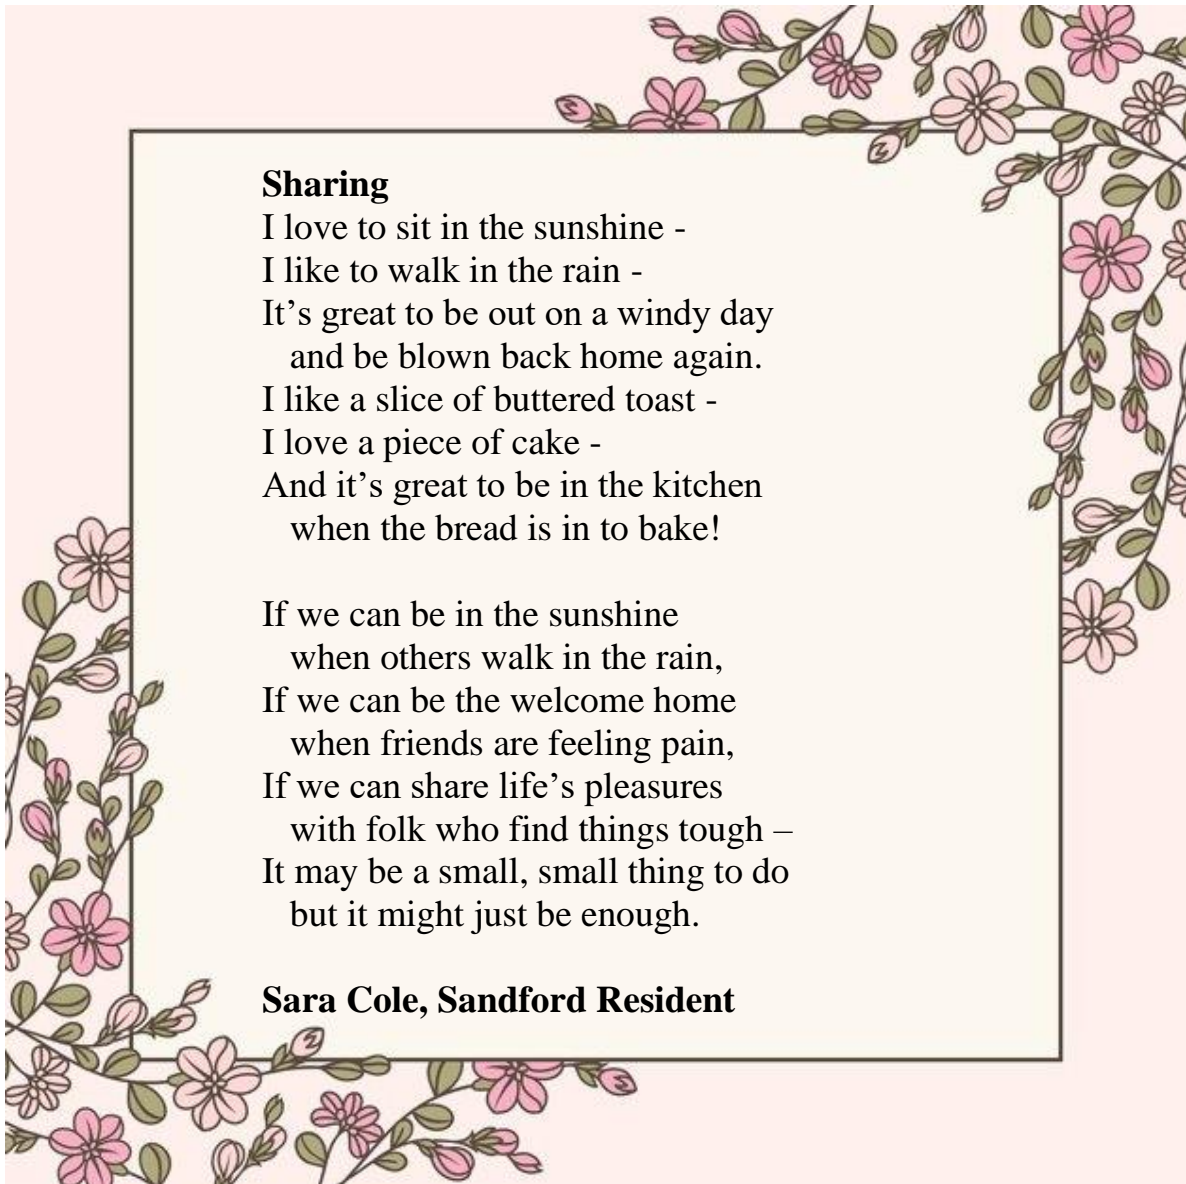 Sharing
I love to sit in the sunshine -
I like to walk in the rain -
It’s great to be out on a windy day
and be blown back home again.
I like a slice of buttered toast -
I love a piece of cake -
And it’s great to be in the kitchen
when the bread is in to bake!
If we can be in the sunshine
when others walk in the rain,
If we can be the welcome home
when friends are feeling pain,
If we can share life’s pleasures
with folk who find things tough –
It may be a small, small thing to do
but it might just be enough.
Sara Cole, Sandford Resident